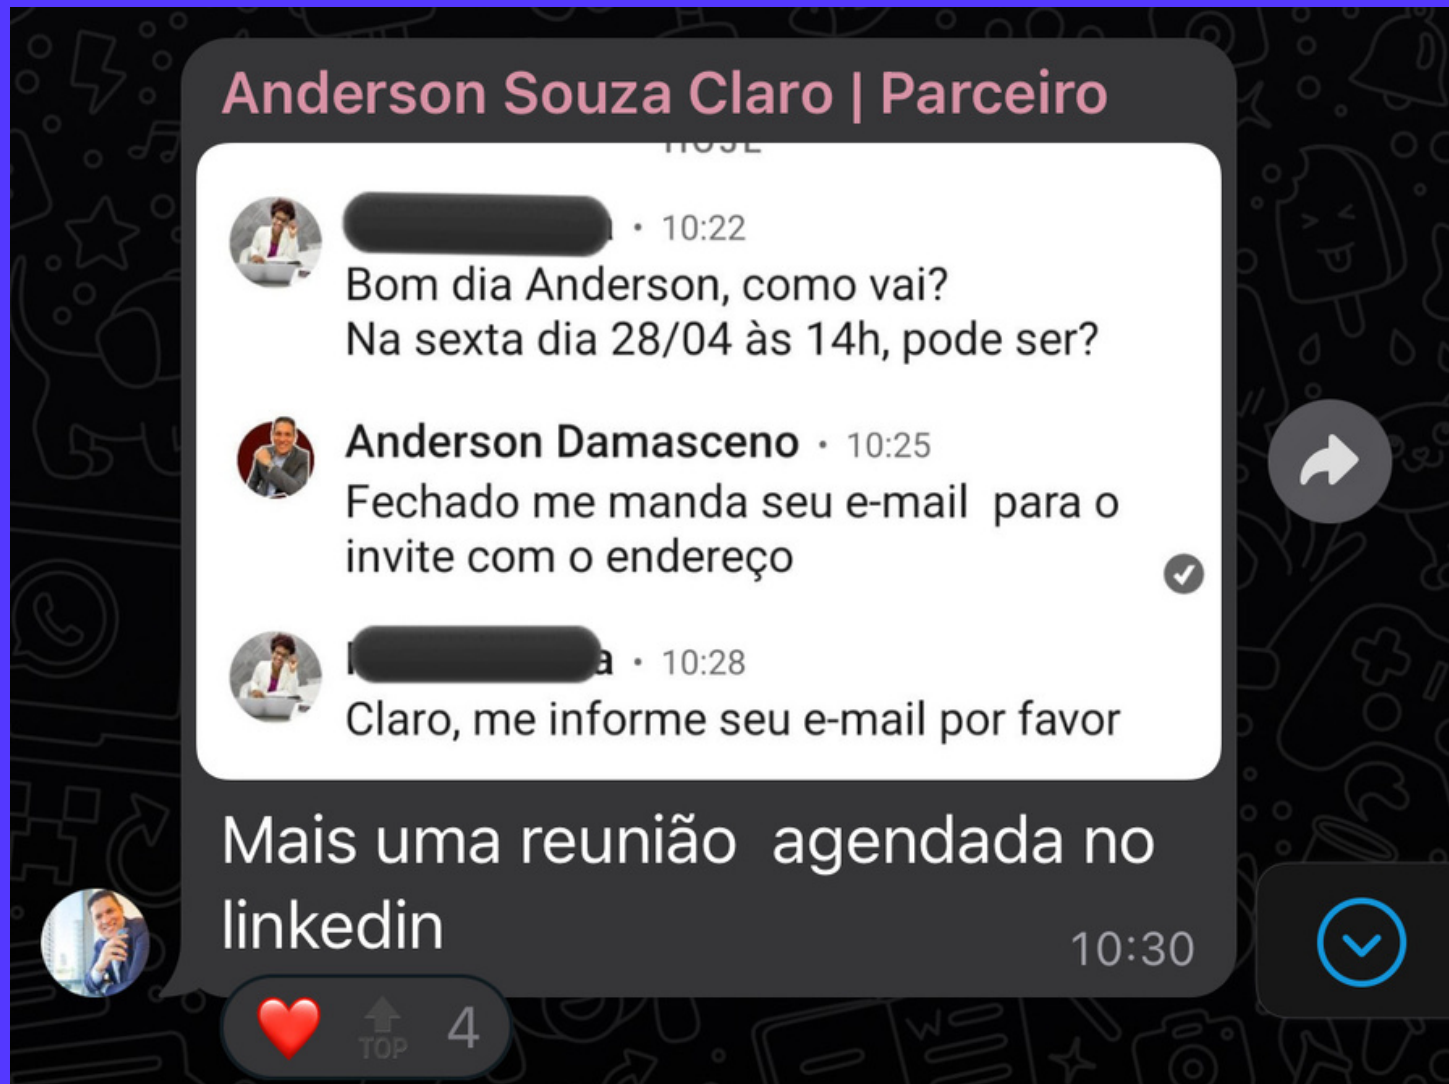 Anderson Souza Claro | Parceiro
HOJE
· 10:22
Bom dia Anderson, como vai?
Na sexta dia 28/04 às 14h, pode ser?
Anderson Damasceno · 10:25
Fechado me manda seu e-mail para o
invite com o endereço
a · 10:28
Claro, me informe seu e-mail por favor
Mais uma reunião agendada no
linkedin
10:30
TOP 4